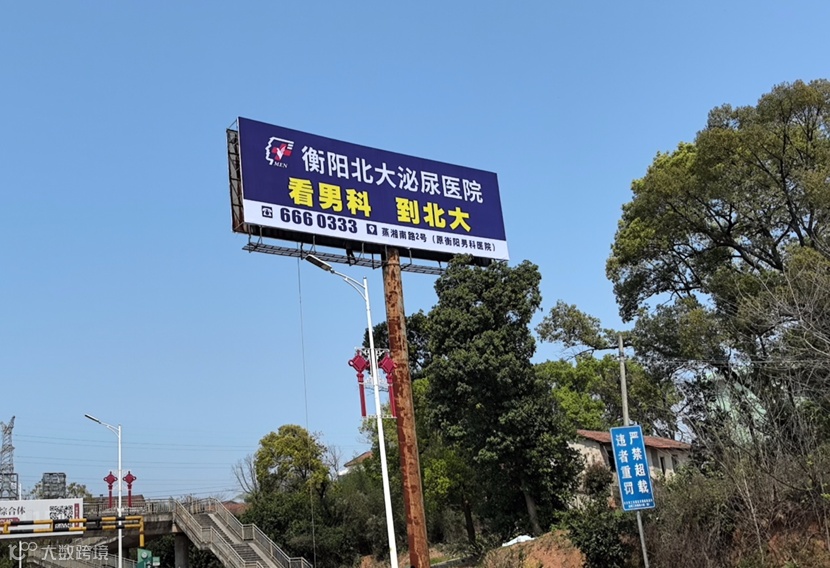 MEN
衡阳北大泌尿医院
看男科 到北大
666 0333
蒸湘南路2号（原衡阳男科医院）
严禁超载
违者重罚
综合体
大数跨境